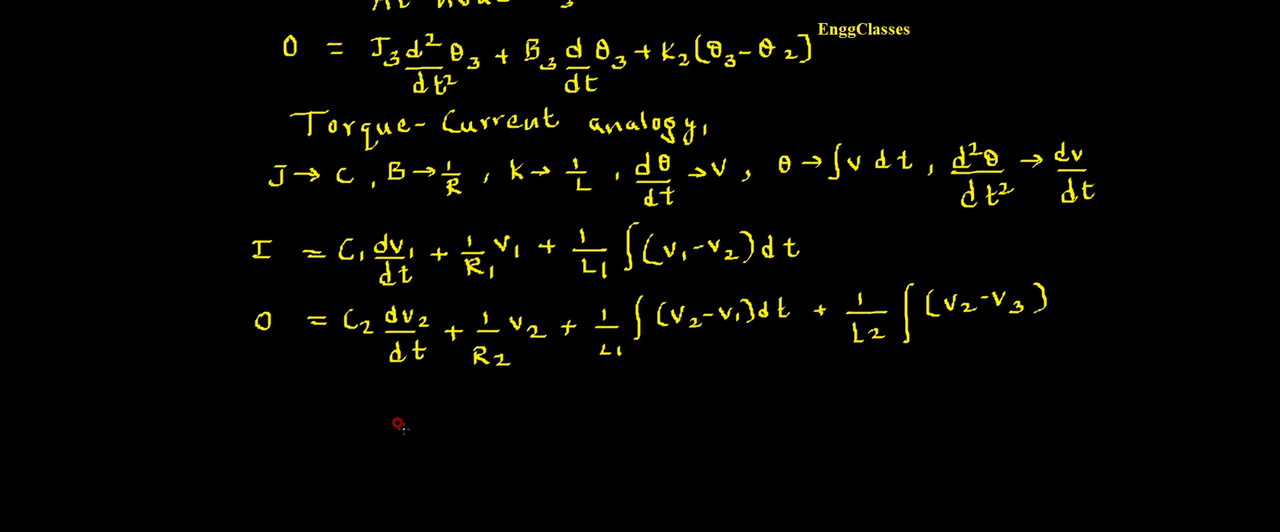 At node
EnggClasses
0 = J₃ d²/dt² θ₃ + B₃ d/dt θ₃ + K₂(θ₃ - θ₂)
Torque-Current analogy,
J → C, B → 1/R, K → 1/L, dθ/dt → V, θ → ∫v dt, d²θ/dt² → dv/dt
I = C₁ dv₁/dt + 1/R₁ V₁ + 1/L₁ ∫(v₁ - v₂)dt
0 = C₂ dv₂/dt + 1/R₂ v₂ + 1/L₁ ∫(v₂ - v₁)dt + 1/L₂ ∫(v₂ - v₃)